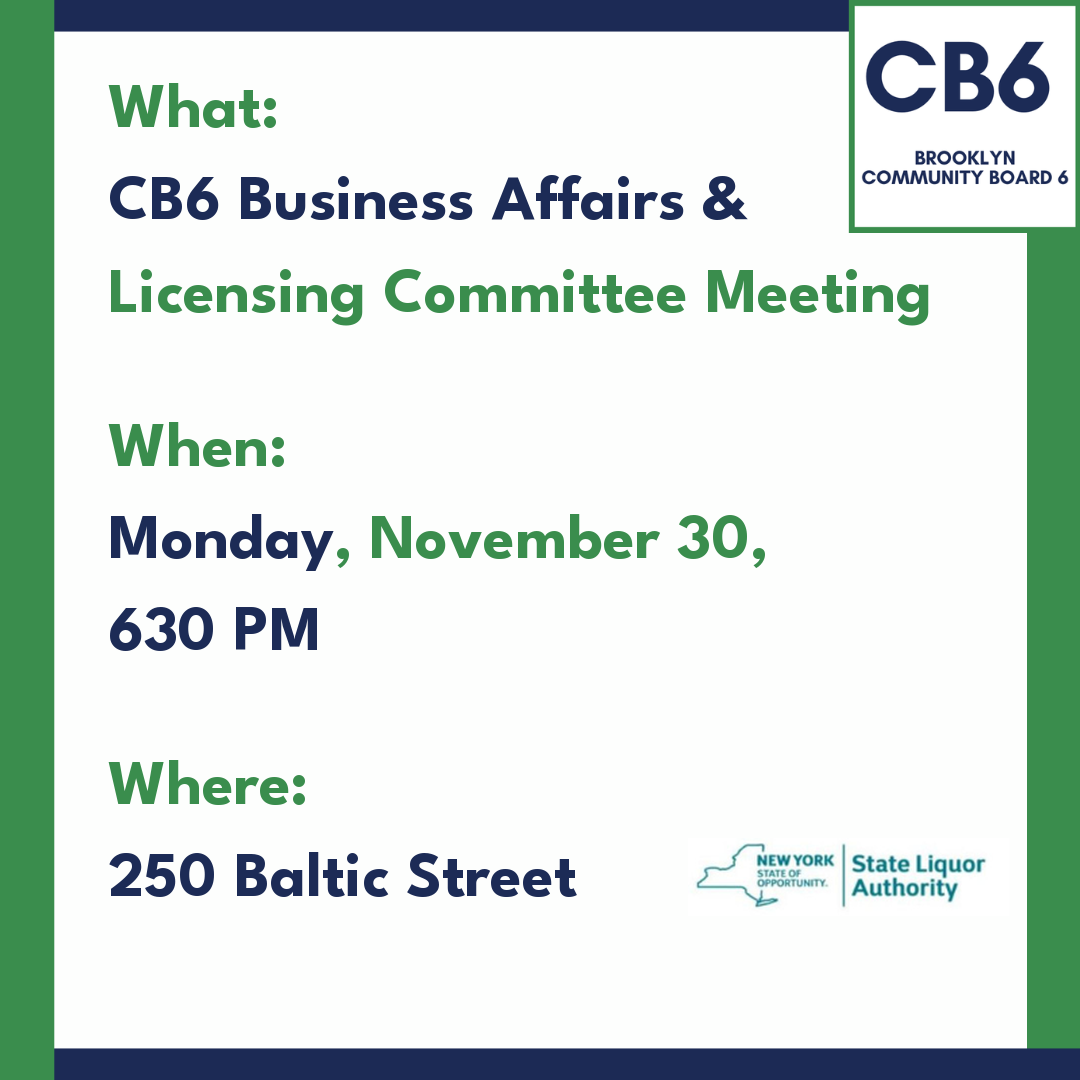 CB6
BROOKLYN
COMMUNITY BOARD 6
What:
CB6 Business Affairs &
Licensing Committee Meeting
When:
Monday, November 30,
630 PM
Where:
250 Baltic Street
NEW YORK
STATE OF
OPPORTUNITY.
State Liquor
Authority